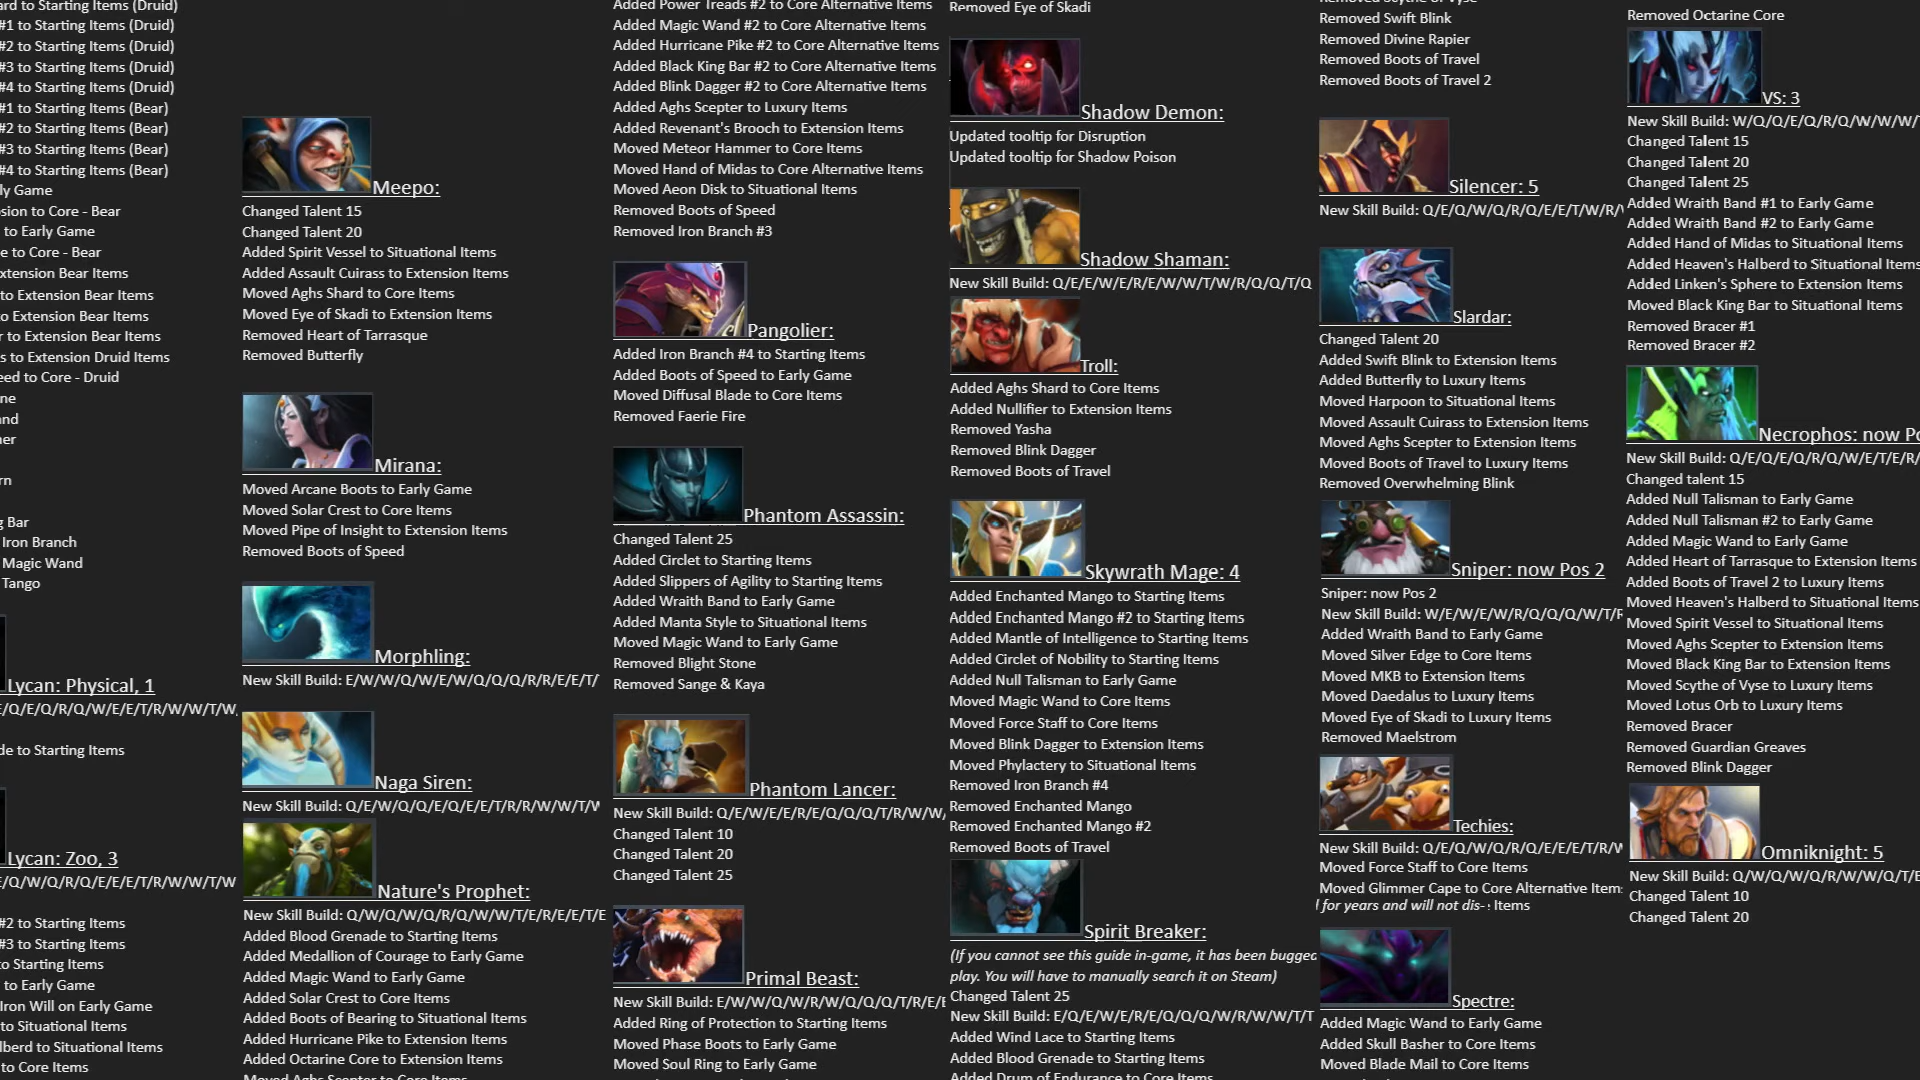 ard to Starting Items (Druid)
#1 to Starting Items (Druid)
#2 to Starting Items (Druid)
#3 to Starting Items (Druid)
#4 to Starting Items (Druid)
#1 to Starting Items (Bear)
#2 to Starting Items (Bear)
#3 to Starting Items (Bear)
#4 to Starting Items (Bear)
ly Game
sion to Core - Bear
to Early Game
e to Core - Bear
xtension Bear Items
to Extension Bear Items
o Extension Bear Items
r to Extension Bear Items
s to Extension Druid Items
eed to Core - Druid
ne
and
ner
rn
g Bar
Iron Branch
Magic Wand
Tango
Lycan: Physical, 1
E/Q/E/Q/R/Q/W/E/E/T/R/W/W/T/W,
de to Starting Items
Lycan: Zoo, 3
E/Q/W/Q/R/Q/E/E/E/T/R/W/W/T/W
#2 to Starting Items
#3 to Starting Items
o Starting Items
to Early Game
Iron Will on Early Game
to Situational Items
lberd to Situational Items
to Core Items
Meepo:
Changed Talent 15
Changed Talent 20
Added Spirit Vessel to Situational Items
Added Assault Cuirass to Extension Items
Moved Aghs Shard to Core Items
Moved Eye of Skadi to Extension Items
Removed Heart of Tarrasque
Removed Butterfly
Mirana:
Moved Arcane Boots to Early Game
Moved Solar Crest to Core Items
Moved Pipe of Insight to Extension Items
Removed Boots of Speed
Morphling:
New Skill Build: E/W/W/Q/W/E/W/Q/Q/Q/R/R/E/E/T/
Naga Siren:
New Skill Build: Q/E/W/Q/Q/E/Q/E/E/T/R/R/W/W/T/W
Nature's Prophet:
New Skill Build: Q/W/Q/W/Q/R/Q/W/W/T/E/R/E/E/T/E
Added Blood Grenade to Starting Items
Added Medallion of Courage to Early Game
Added Magic Wand to Early Game
Added Solar Crest to Core Items
Added Boots of Bearing to Situational Items
Added Hurricane Pike to Extension Items
Added Octarine Core to Extension Items
Moved Aghs Scepter to Core Items
Added Power Treads #2 to Core Alternative Items
Added Magic Wand #2 to Core Alternative Items
Added Hurricane Pike #2 to Core Alternative Items
Added Black King Bar #2 to Core Alternative Items
Added Blink Dagger #2 to Core Alternative Items
Added Aghs Scepter to Luxury Items
Added Revenant's Brooch to Extension Items
Moved Meteor Hammer to Core Items
Moved Hand of Midas to Core Alternative Items
Moved Aeon Disk to Situational Items
Removed Boots of Speed
Removed Iron Branch #3
Pangolier:
Added Iron Branch #4 to Starting Items
Added Boots of Speed to Early Game
Moved Diffusal Blade to Core Items
Removed Faerie Fire
Phantom Assassin:
Changed Talent 25
Added Circlet to Starting Items
Added Slippers of Agility to Starting Items
Added Wraith Band to Early Game
Added Manta Style to Situational Items
Moved Magic Wand to Early Game
Removed Blight Stone
Removed Sange & Kaya
Phantom Lancer:
New Skill Build: Q/E/W/E/E/R/E/Q/Q/Q/T/R/W/W/
Changed Talent 10
Changed Talent 20
Changed Talent 25
Primal Beast:
New Skill Build: E/W/W/Q/W/R/W/Q/Q/Q/T/R/E/E
Added Ring of Protection to Starting Items
Moved Phase Boots to Early Game
Moved Soul Ring to Early Game
Removed Eye of Skadi
Shadow Demon:
Updated tooltip for Disruption
Updated tooltip for Shadow Poison
Shadow Shaman:
New Skill Build: Q/E/E/W/E/R/E/W/W/T/W/R/Q/Q/T/Q
Troll:
Added Aghs Shard to Core Items
Added Nullifier to Extension Items
Removed Yasha
Removed Blink Dagger
Removed Boots of Travel
Skywrath Mage: 4
Added Enchanted Mango to Starting Items
Added Enchanted Mango #2 to Starting Items
Added Mantle of Intelligence to Starting Items
Added Circlet of Nobility to Starting Items
Added Null Talisman to Early Game
Moved Magic Wand to Core Items
Moved Force Staff to Core Items
Moved Blink Dagger to Extension Items
Moved Phylactery to Situational Items
Removed Iron Branch #4
Removed Enchanted Mango
Removed Enchanted Mango #2
Removed Boots of Travel
Spirit Breaker:
(If you cannot see this guide in-game, it has been bugged
play. You will have to manually search it on Steam)
Changed Talent 25
New Skill Build: E/Q/E/W/E/R/E/Q/Q/Q/W/R/W/W/T/T
Added Wind Lace to Starting Items
Added Blood Grenade to Starting Items
Added Drum of Endurance to Core Items
Removed Scythe of Vyse
Removed Swift Blink
Removed Divine Rapier
Removed Boots of Travel
Removed Boots of Travel 2
Silencer: 5
New Skill Build: Q/E/Q/W/Q/R/Q/E/E/T/W/R/W
Slardar:
Changed Talent 20
Added Swift Blink to Extension Items
Added Butterfly to Luxury Items
Moved Harpoon to Situational Items
Moved Assault Cuirass to Extension Items
Moved Aghs Scepter to Extension Items
Moved Boots of Travel to Luxury Items
Removed Overwhelming Blink
Sniper: now Pos 2
Sniper: now Pos 2
New Skill Build: W/E/W/E/W/R/Q/Q/Q/W/T/R
Added Wraith Band to Early Game
Moved Silver Edge to Core Items
Moved MKB to Extension Items
Moved Daedalus to Luxury Items
Moved Eye of Skadi to Luxury Items
Removed Maelstrom
Techies:
New Skill Build: Q/E/Q/W/Q/R/Q/E/E/E/T/R/W
Moved Force Staff to Core Items
Moved Glimmer Cape to Core Alternative Item
l for years and will not dis- Items
Spectre:
Added Magic Wand to Early Game
Added Skull Basher to Core Items
Moved Blade Mail to Core Items
Removed Octarine Core
VS: 3
New Skill Build: W/Q/Q/E/Q/R/Q/W/W/W/T
Changed Talent 15
Changed Talent 20
Changed Talent 25
Added Wraith Band #1 to Early Game
Added Wraith Band #2 to Early Game
Added Hand of Midas to Situational Items
Added Heaven's Halberd to Situational Items
Added Linken's Sphere to Extension Items
Moved Black King Bar to Situational Items
Removed Bracer #1
Removed Bracer #2
Necrophos: now Po
New Skill Build: Q/E/Q/E/Q/R/Q/W/E/T/E/R/
Changed talent 15
Added Null Talisman to Early Game
Added Null Talisman #2 to Early Game
Added Magic Wand to Early Game
Added Heart of Tarrasque to Extension Items
Added Boots of Travel 2 to Luxury Items
Moved Heaven's Halberd to Situational Items
Moved Spirit Vessel to Situational Items
Moved Aghs Scepter to Extension Items
Moved Black King Bar to Extension Items
Moved Scythe of Vyse to Luxury Items
Moved Lotus Orb to Luxury Items
Removed Bracer
Removed Guardian Greaves
Removed Blink Dagger
Omniknight: 5
New Skill Build: Q/W/Q/W/Q/R/W/W/Q/T/E
Changed Talent 10
Changed Talent 20